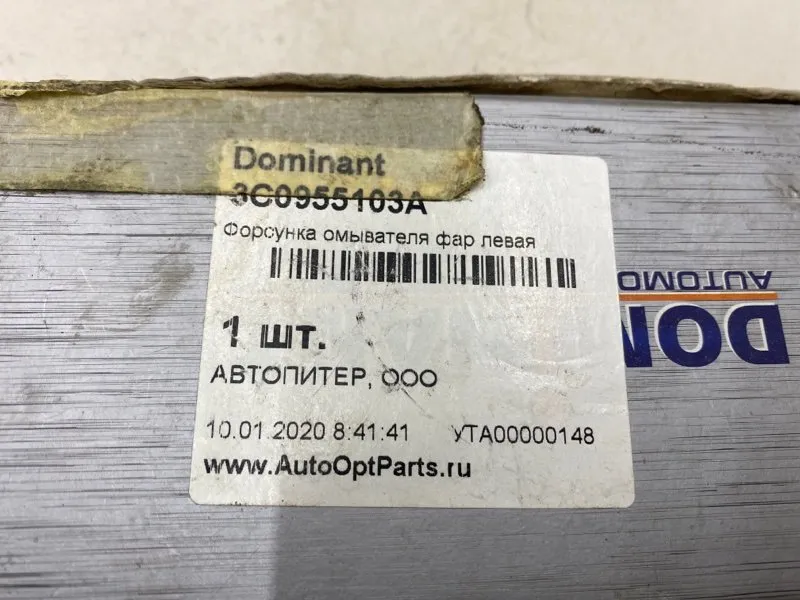 Dominant
3C0955103A
Форсунка омывателя фар левая
1 шт.
АВТОПИТЕР, ООО
10.01.2020 8:41:41 УТА00000148
www.AutoOptParts.ru
DOM
AUTOMO